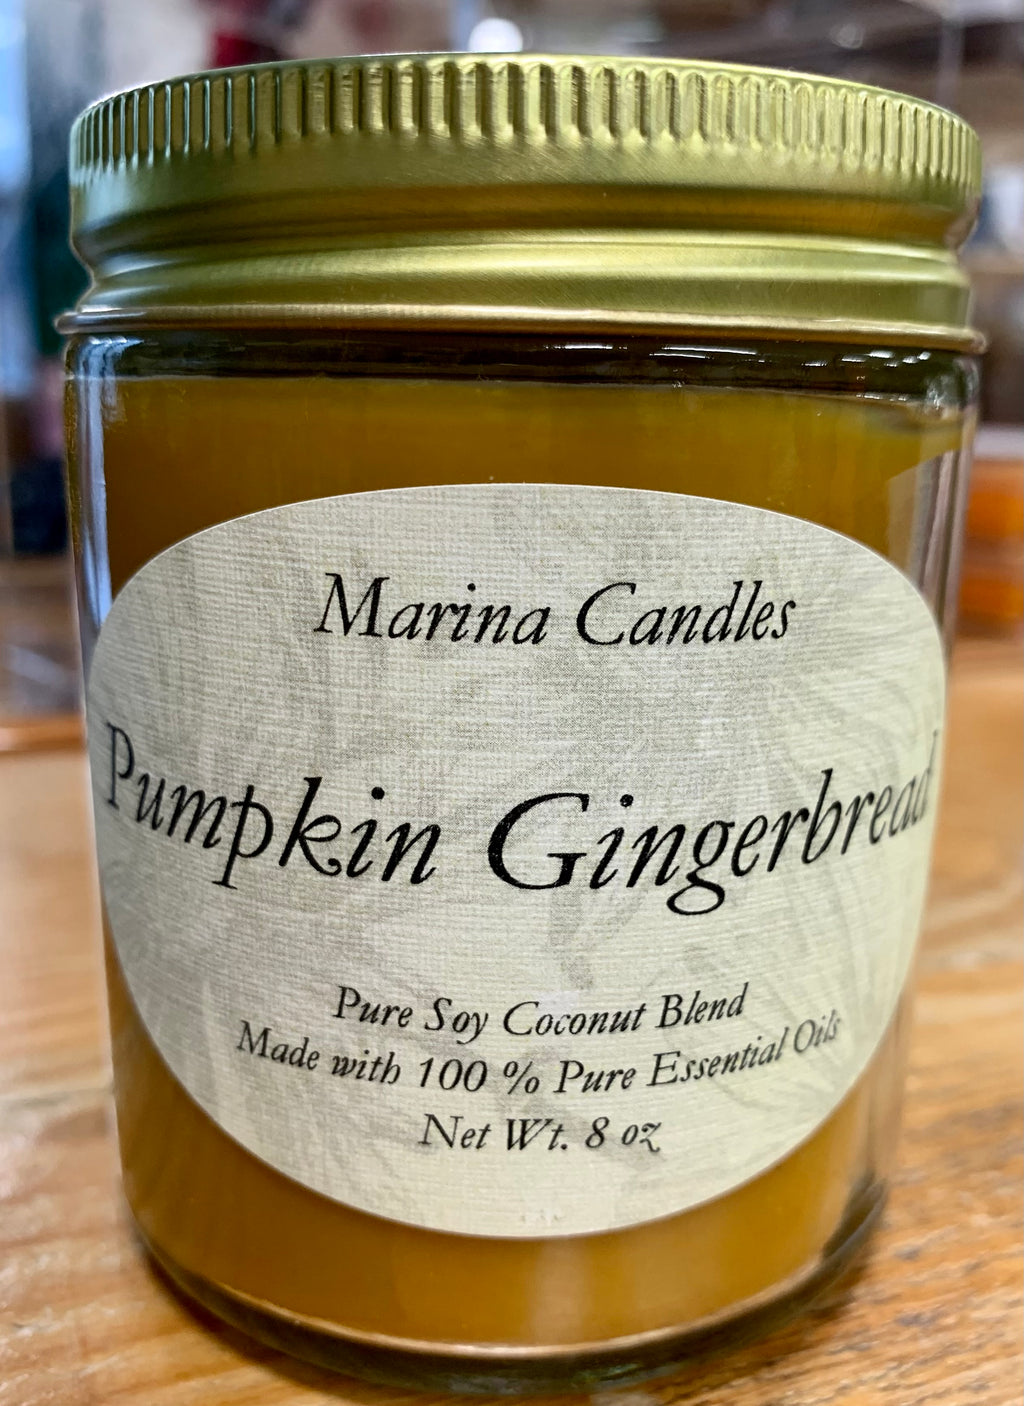 Marina Candles
Pumpkin Gingerbread
Pure Soy Coconut Blend
Made with 100 % Pure Essential Oils
Net Wt. 8 oz